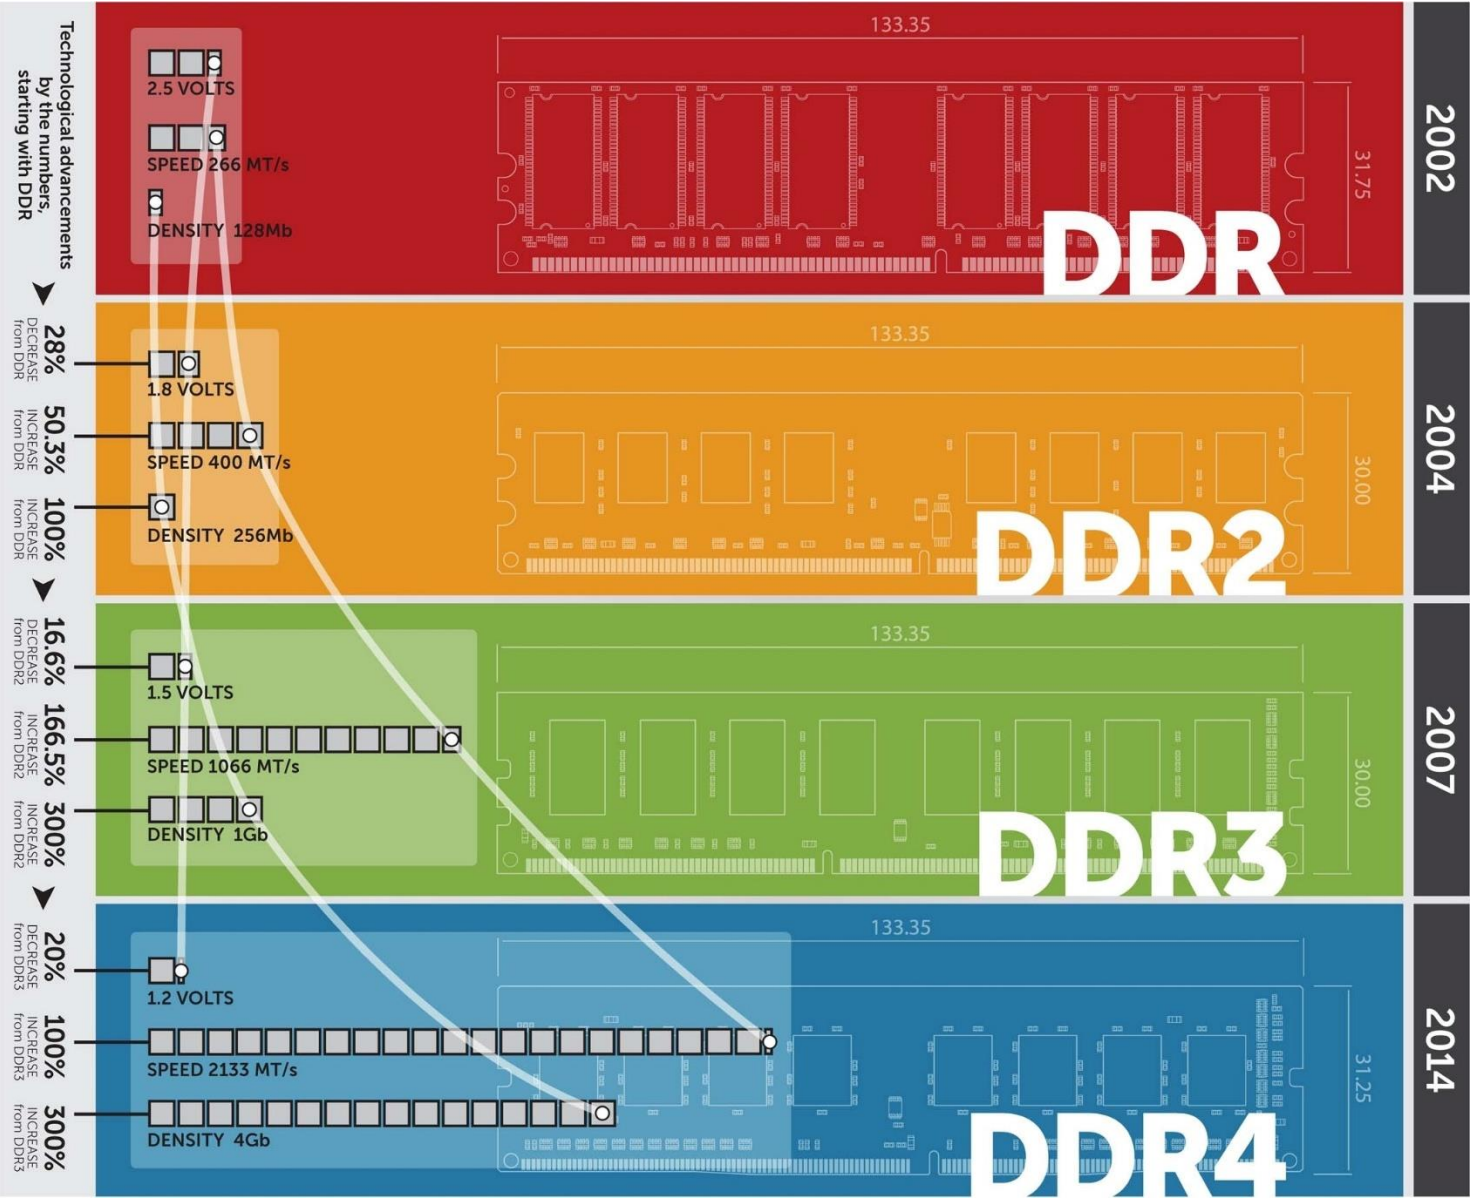 Technological advancements
by the numbers,
starting with DDR
133.35
2.5 VOLTS
SPEED 266 MT/s
DENSITY 128Mb
31.75
DDR
2002
28%
DECREASE
from DDR
50.3%
INCREASE
from DDR
100%
INCREASE
from DDR
133.35
1.8 VOLTS
SPEED 400 MT/s
DENSITY 256Mb
30.00
DDR2
2004
16.6%
DECREASE
from DDR2
166.5%
INCREASE
from DDR2
300%
INCREASE
from DDR2
133.35
1.5 VOLTS
SPEED 1066 MT/s
DENSITY 1Gb
30.00
DDR3
2007
20%
DECREASE
from DDR3
100%
INCREASE
from DDR3
300%
INCREASE
from DDR3
133.35
1.2 VOLTS
SPEED 2133 MT/s
DENSITY 4Gb
31.25
DDR4
2014